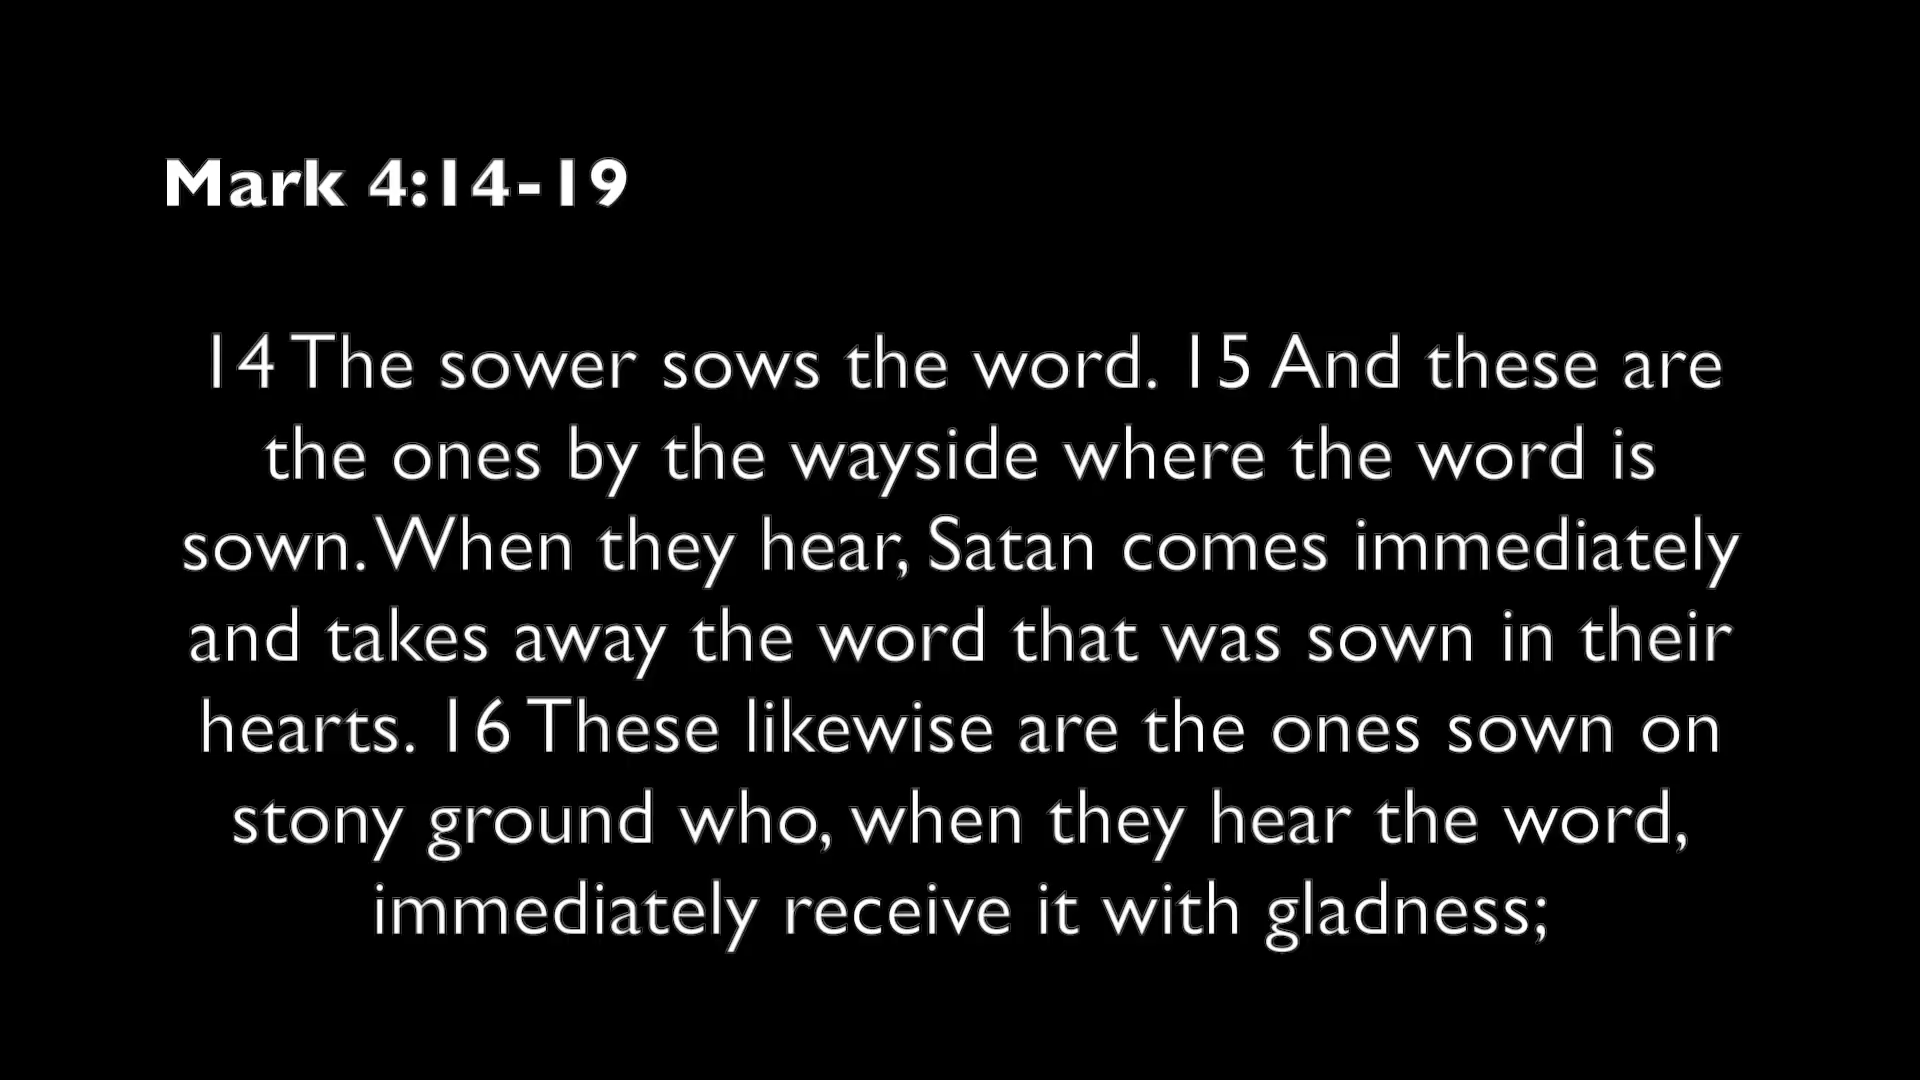 Mark 4:14-19
14 The sower sows the word. 15 And these are
the ones by the wayside where the word is
sown. When they hear, Satan comes immediately
and takes away the word that was sown in their
hearts. 16 These likewise are the ones sown on
stony ground who, when they hear the word,
immediately receive it with gladness;